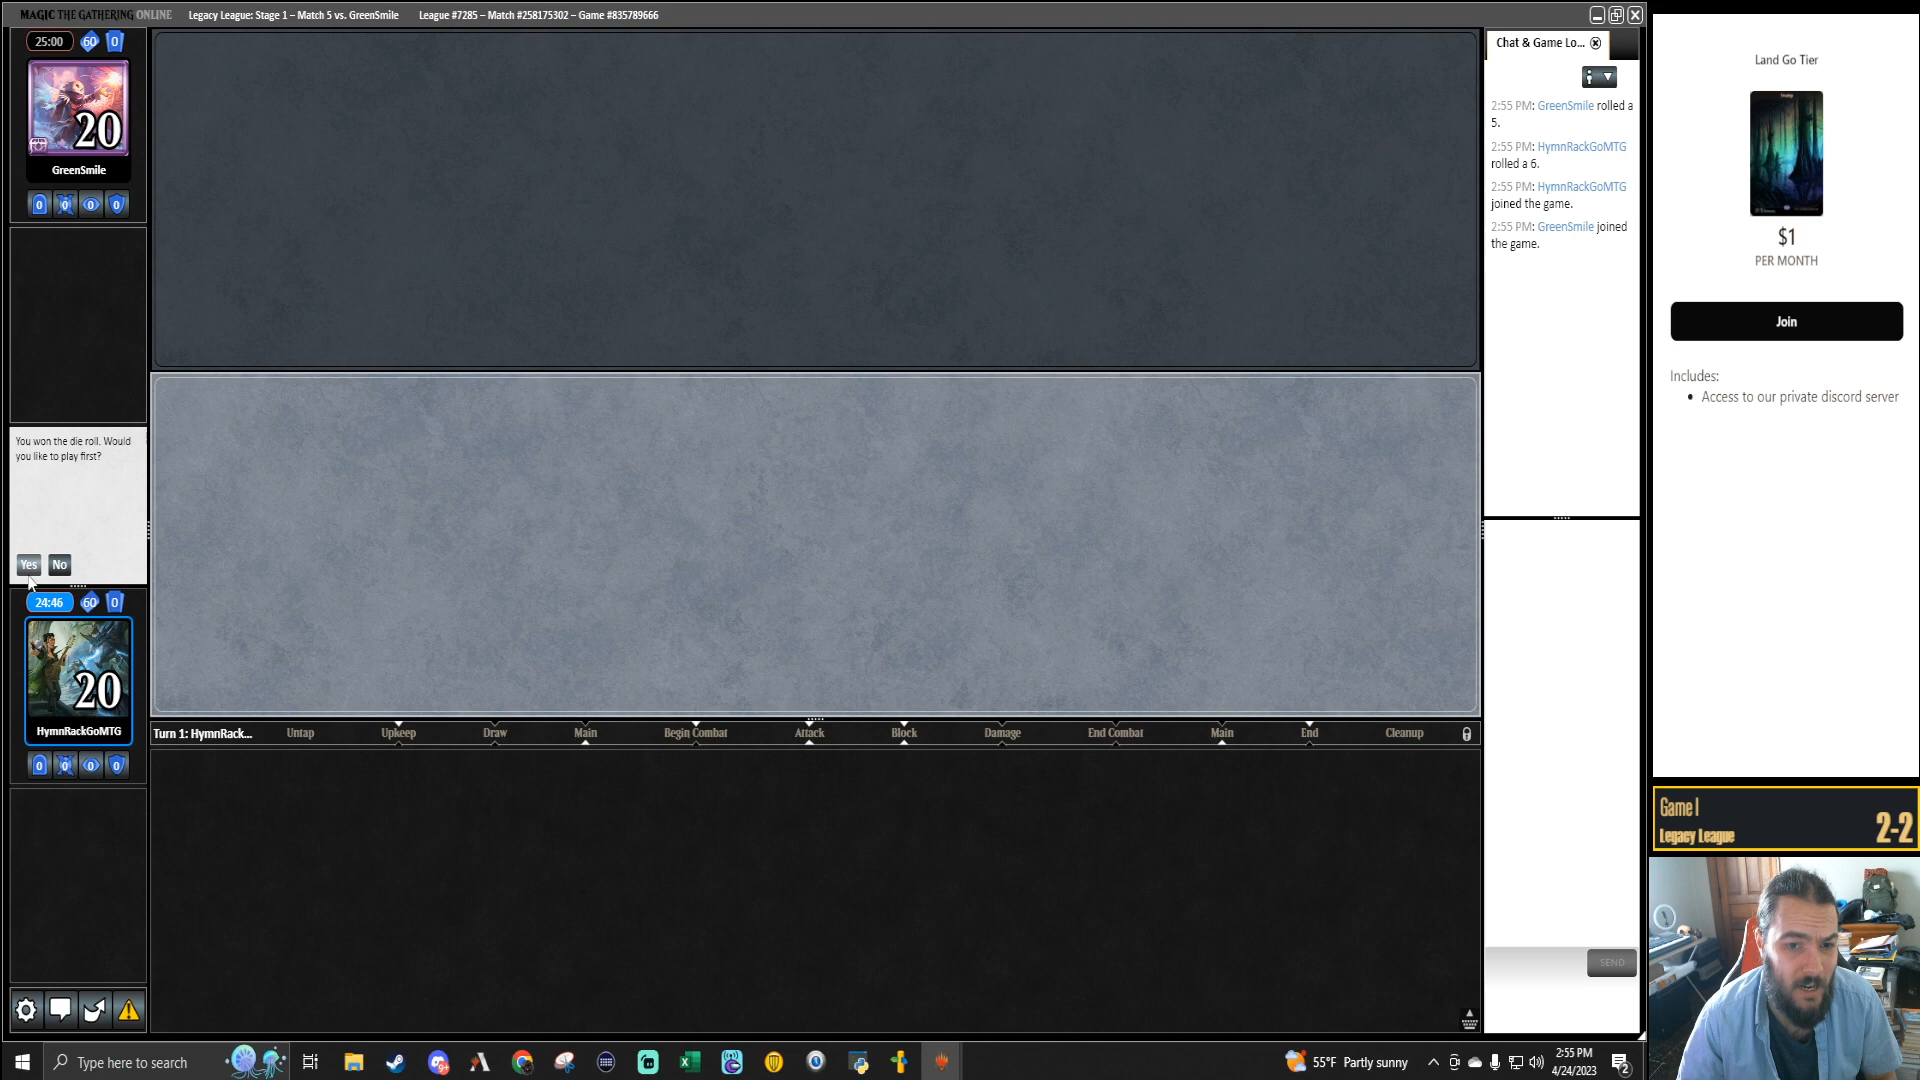 MAGIC THE GATHERING ONLINE
Legacy League: Stage 1 – Match 5 vs. GreenSmile
League #7285 – Match #258175302 – Game #835789666
25:00
60
0
20
GreenSmile
0
0
0
0
You won the die roll. Would
you like to play first?
Yes
No
24:46
60
0
20
HymnRackGoMTG
0
0
0
0
Turn 1: HymnRack...
Untap
Upkeep
Draw
Main
Begin Combat
Attack
Block
Damage
End Combat
Main
End
Cleanup
Chat & Game Lo...
2:55 PM: GreenSmile rolled a
5.
2:55 PM: HymnRackGoMTG
rolled a 6.
2:55 PM: HymnRackGoMTG
joined the game.
2:55 PM: GreenSmile joined
the game.
SEND
Land Go Tier
$1
PER MONTH
Join
Includes:
Access to our private discord server
Game 1
Legacy League
2-2
Type here to search
55°F Partly sunny
2:55 PM
4/24/2023
2